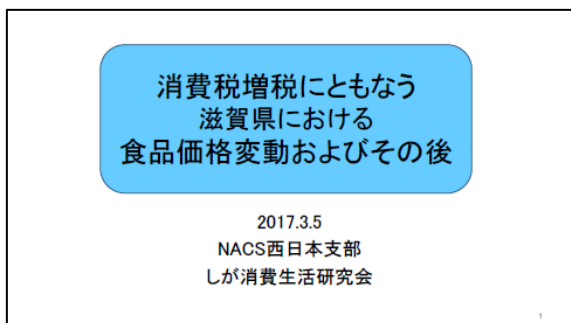 消費税増税にともなう
滋賀県における
食品価格変動およびその後
2017.3.5
NACS西日本支部
しが消費生活研究会
1